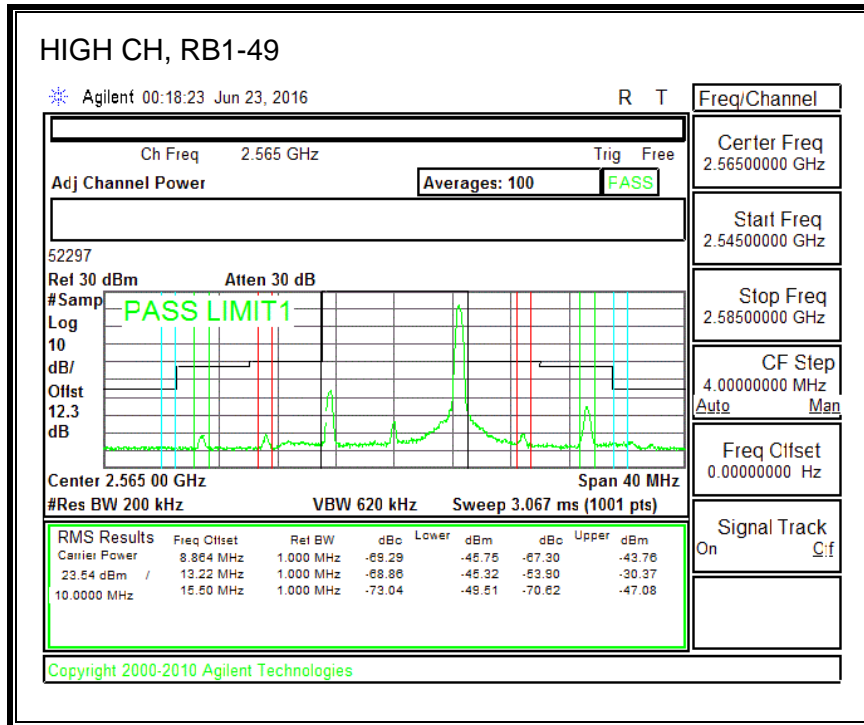 HIGH CH, RB1-49
Agilent 00:18:23 Jun 23, 2016 R T
Ch Freq 2.565 GHz Trig Free
Adj Channel Power Averages: 100 PASS
52297
Ref 30 dBm Atten 30 dB
#Samp
Log
10
dB/
Offst
12.3
dB
PASS LIMIT1
Center 2.565 00 GHz Span 40 MHz
#Res BW 200 kHz VBW 620 kHz Sweep 3.067 ms (1001 pts)
RMS Results Freq Offset Ref BW dBc Lower dBm dBc Upper dBm
Carrier Power 8.864 MHz 1.000 MHz -69.29 -45.75 -67.30 -43.76
23.54 dBm / 13.22 MHz 1.000 MHz -68.86 -45.32 -53.90 -30.37
10.0000 MHz 15.50 MHz 1.000 MHz -73.04 -49.51 -70.62 -47.08
Copyright 2000-2010 Agilent Technologies
Freq/Channel
Center Freq
2.56500000 GHz
Start Freq
2.54500000 GHz
Stop Freq
2.58500000 GHz
CF Step
4.00000000 MHz
Auto Man
Freq Offset
0.00000000 Hz
Signal Track
On Off